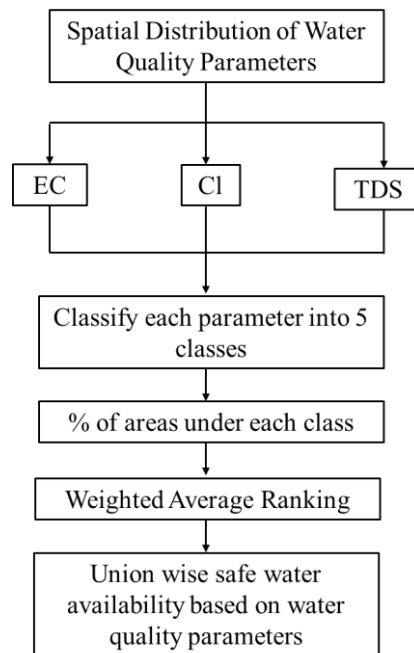 Spatial Distribution of Water
Quality Parameters
EC
Cl
TDS
Classify each parameter into 5
classes
% of areas under each class
Weighted Average Ranking
Union wise safe water
availability based on water
quality parameters